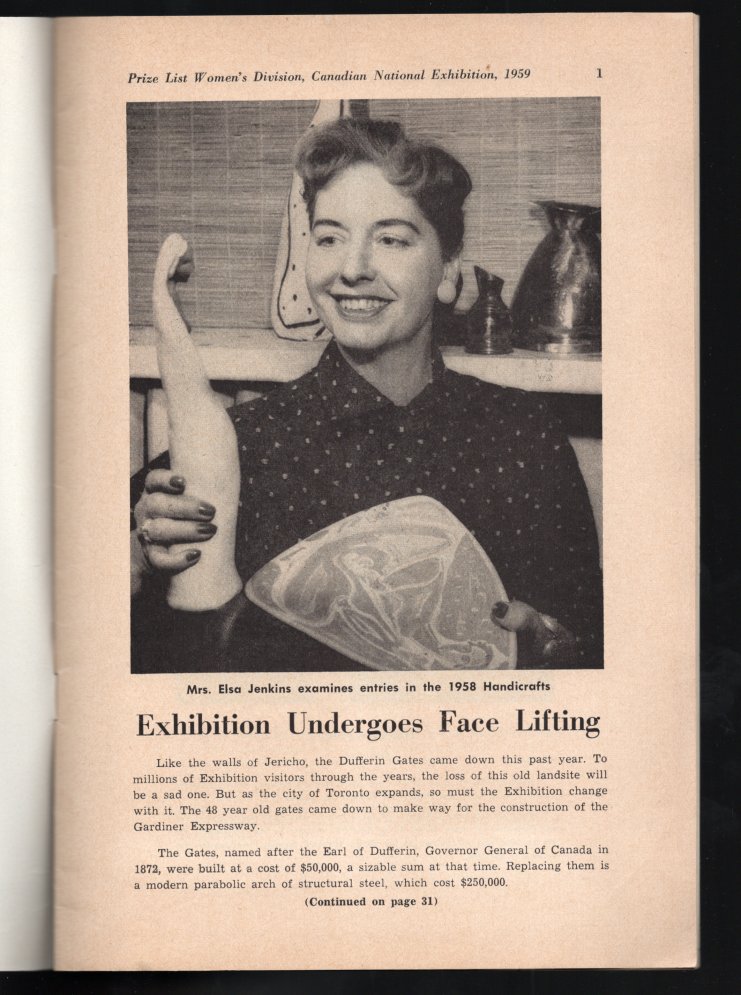 Prize List Women's Division, Canadian National Exhibition, 1959 1
Mrs. Elsa Jenkins examines entries in the 1958 Handicrafts
Exhibition Undergoes Face Lifting
Like the walls of Jericho, the Dufferin Gates came down this past year. To
millions of Exhibition visitors through the years, the loss of this old landsite will
be a sad one. But as the city of Toronto expands, so must the Exhibition change
with it. The 48 year old gates came down to make way for the construction of the
Gardiner Expressway.
The Gates, named after the Earl of Dufferin, Governor General of Canada in
1872, were built at a cost of $50,000, a sizable sum at that time. Replacing them is
a modern parabolic arch of structural steel, which cost $250,000.
(Continued on page 31)